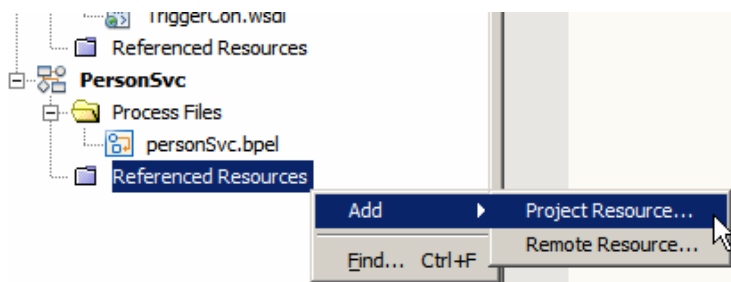 TriggerCon.wsdl
Referenced Resources
PersonSvc
Process Files
personSvc.bpel
Referenced Resources
Add
Project Resource...
Remote Resource...
Find... Ctrl+F